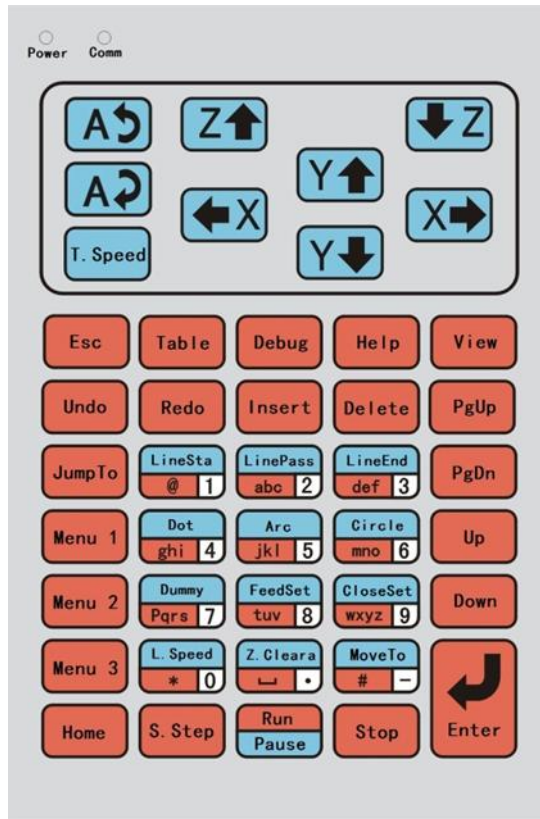 Power Comm
A Z Z
A Y
X X
T. Speed Y
Esc Table Debug Help View
Undo Redo Insert Delete PgUp
JumpTo LineSta LinePass LineEnd PgDn
@ 1 abc 2 def 3
Menu 1 Dot Arc Circle Up
ghi 4 jkl 5 mno 6
Menu 2 Dummy FeedSet CloseSet Down
Pqrs 7 tuv 8 wxyz 9
Menu 3 L. Speed Z. Cleara MoveTo
* 0 ⎵ . # -
Home S. Step Run Stop Enter
Pause